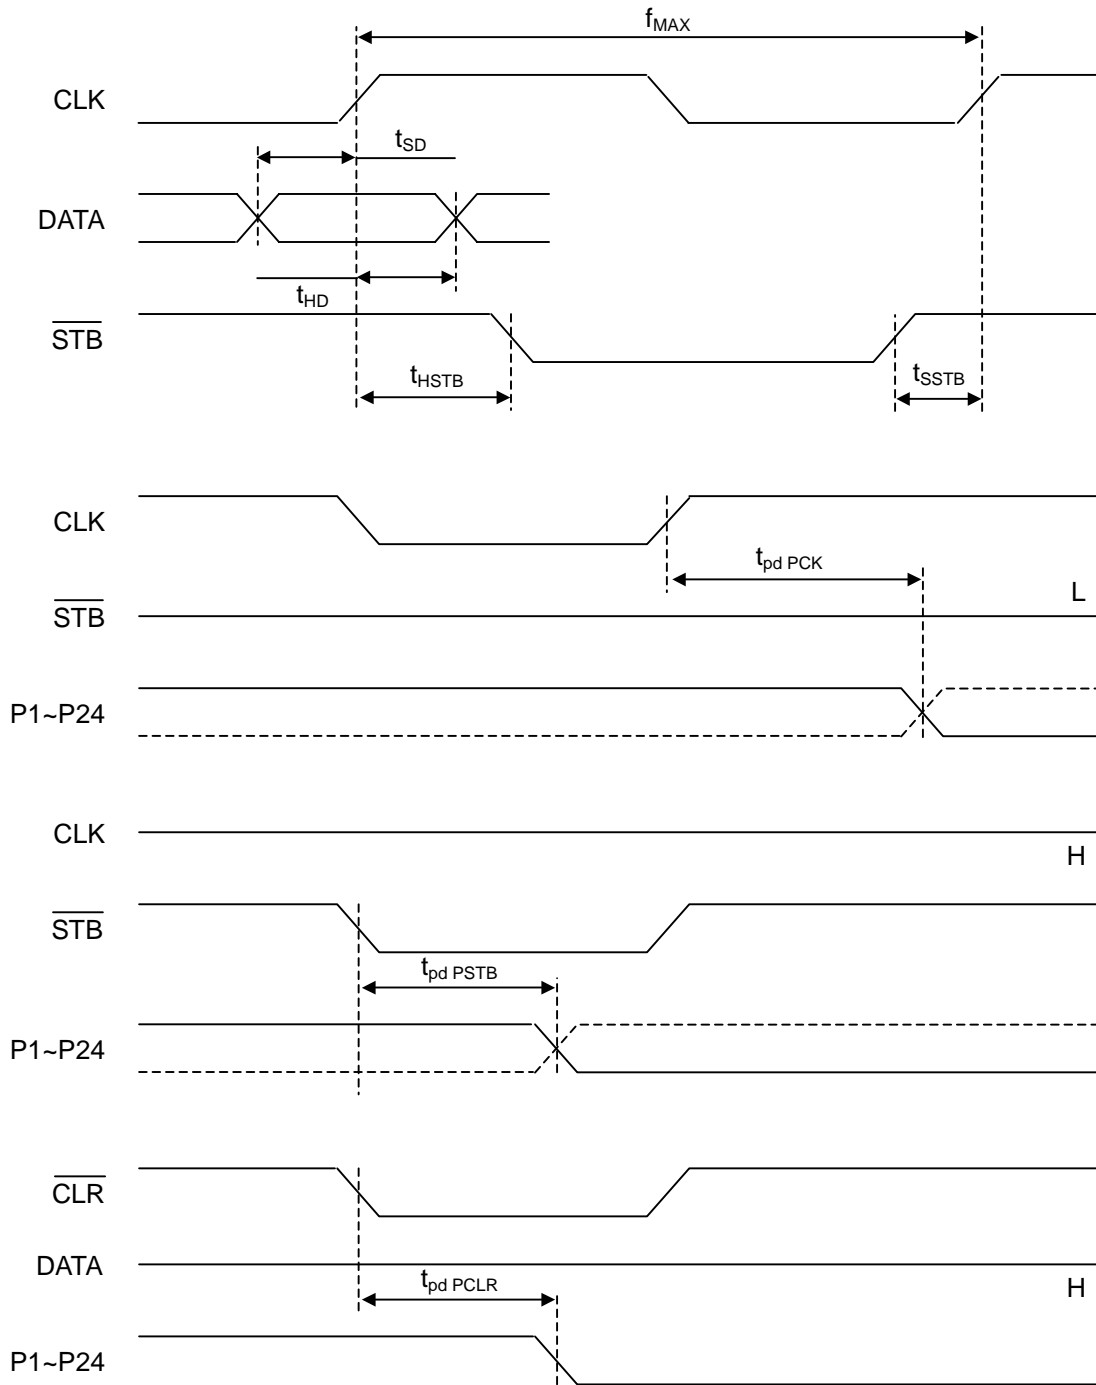 fMAX
CLK
tSD
DATA
tHD
STB
tHSTB
tSSTB
CLK
tpd PCK
L
STB
P1~P24
CLK
H
STB
tpd PSTB
P1~P24
CLR
DATA
H
tpd PCLR
P1~P24